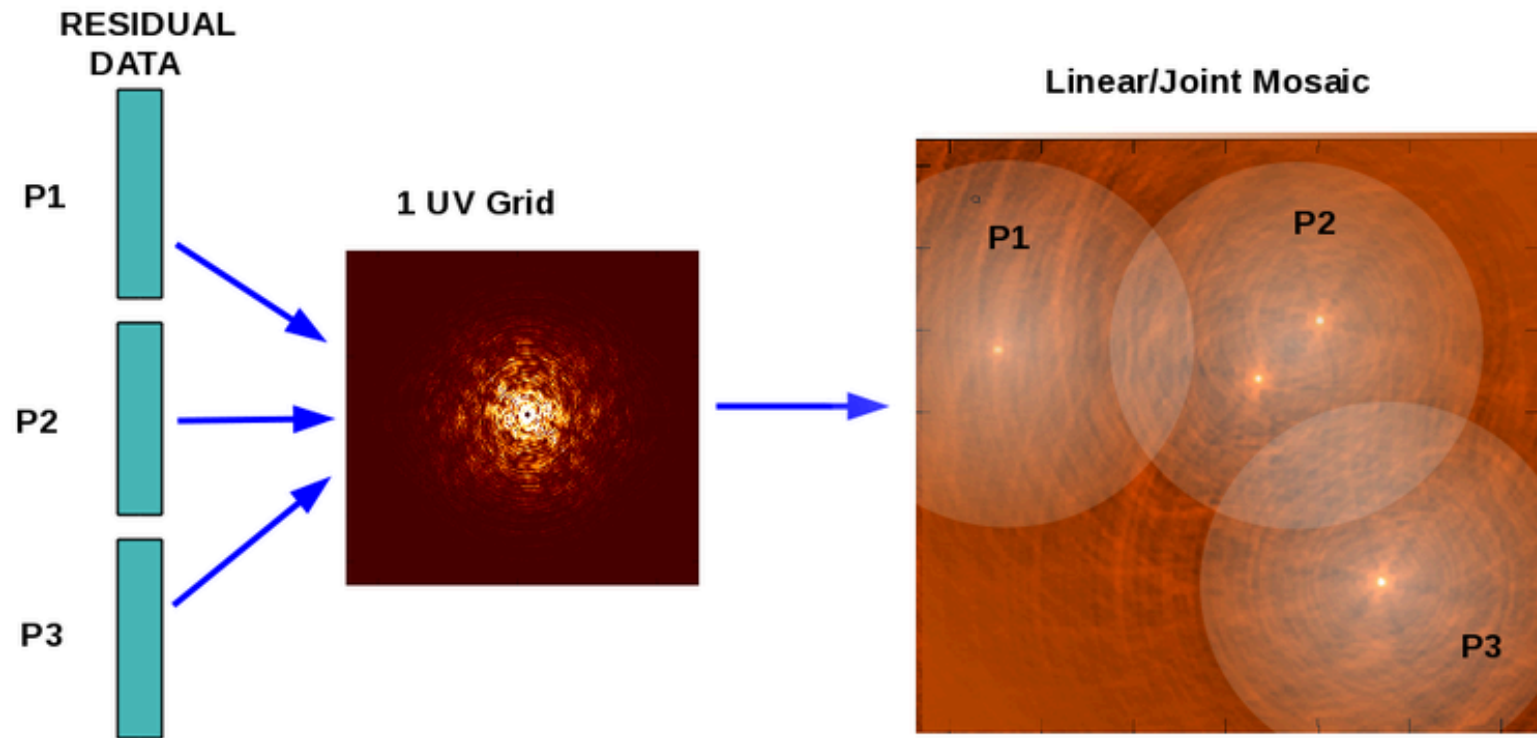 RESIDUAL
DATA
P1
P2
P3
1 UV Grid
Linear/Joint Mosaic
P1
P2
P3